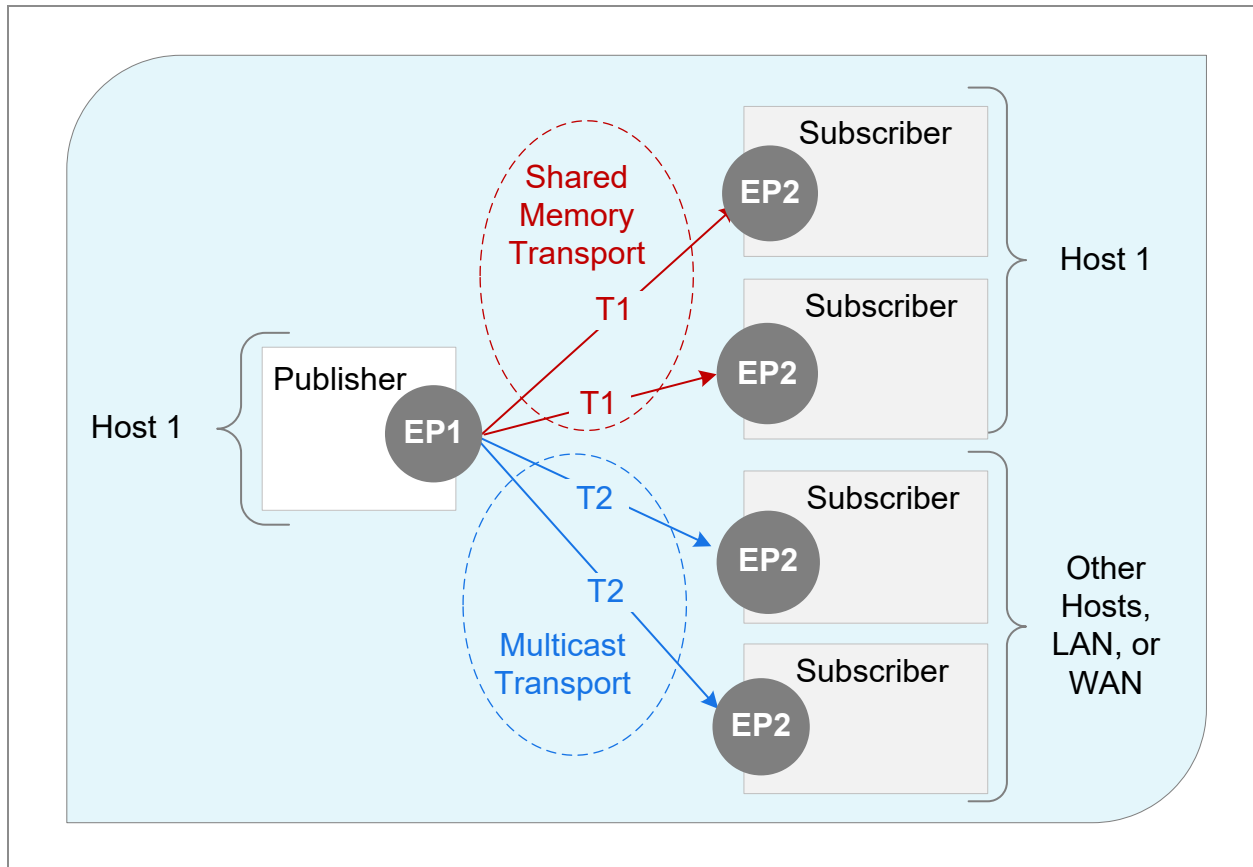 Host 1
Publisher
EP1
Shared
Memory
Transport
T1
T1
T2
T2
Multicast
Transport
Subscriber
EP2
Subscriber
EP2
Host 1
Subscriber
EP2
Subscriber
EP2
Other
Hosts,
LAN, or
WAN